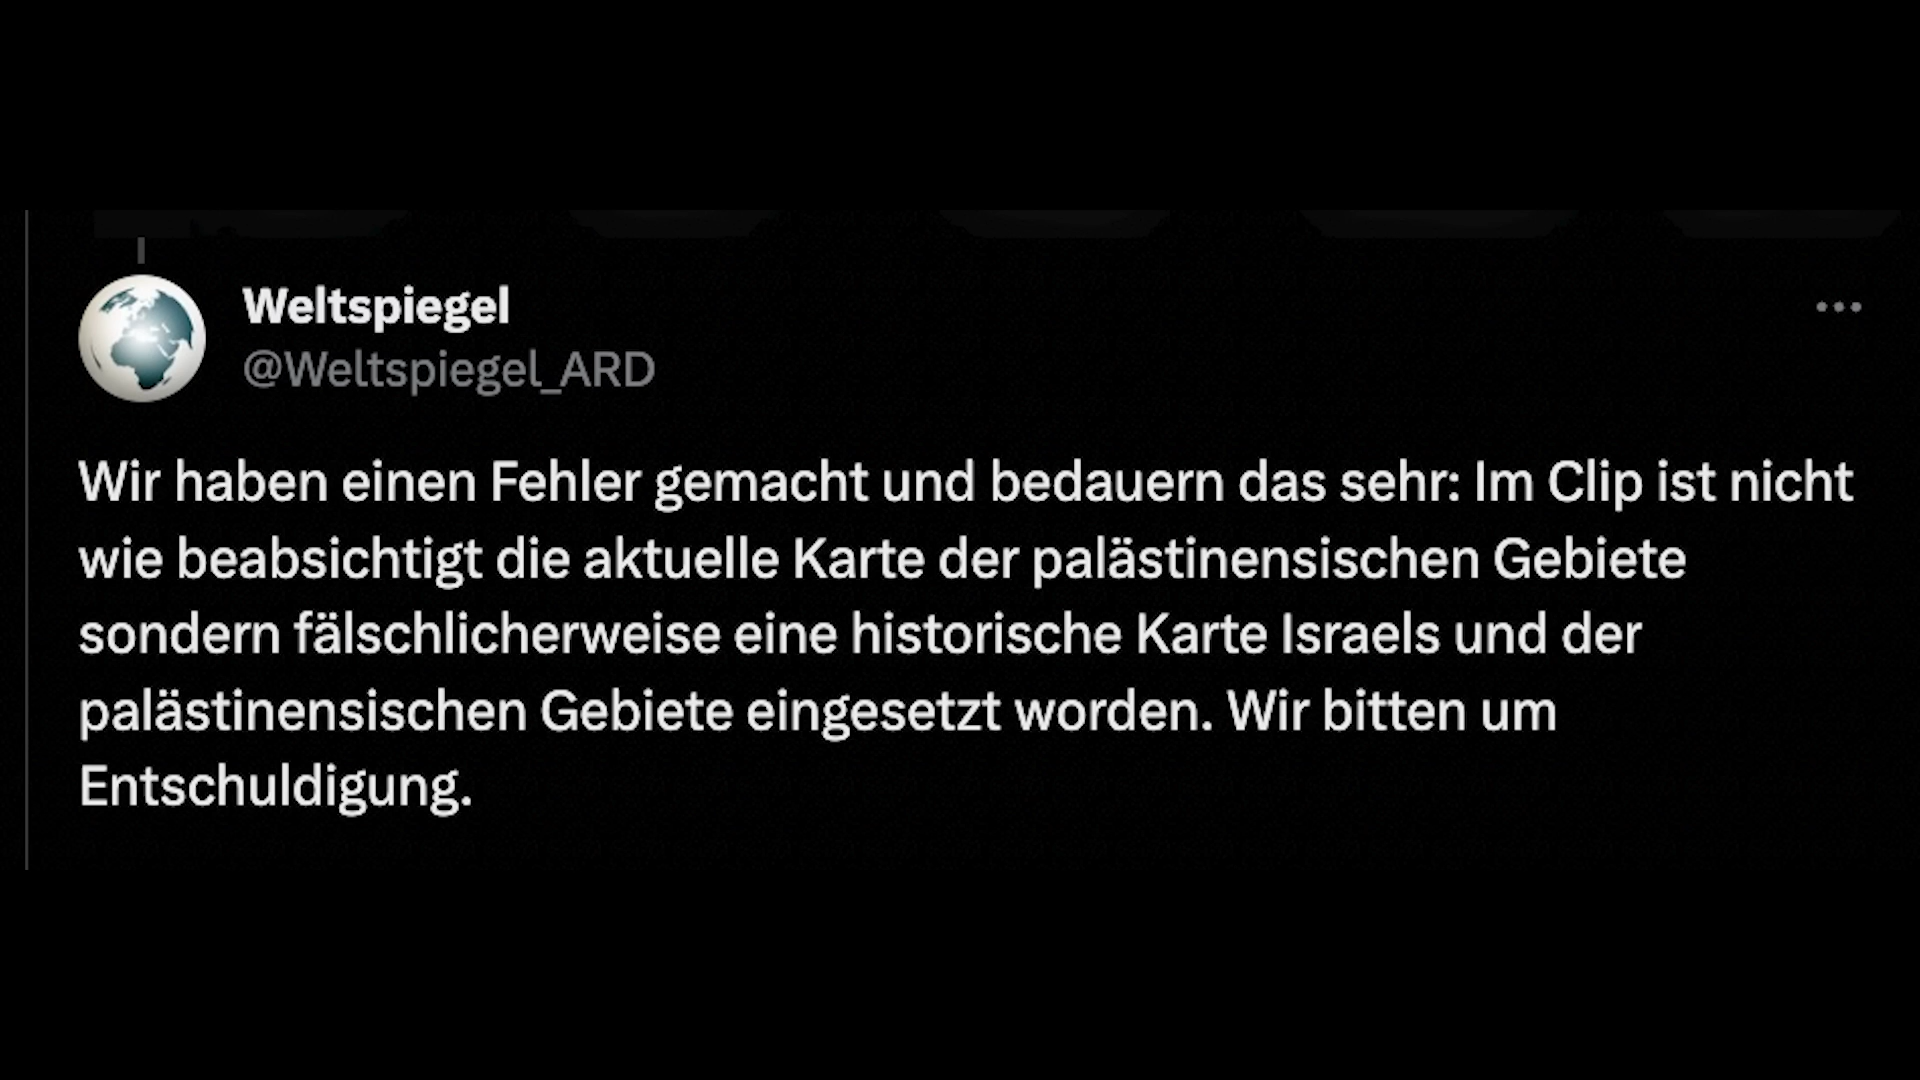 Weltspiegel
@Weltspiegel_ARD
Wir haben einen Fehler gemacht und bedauern das sehr: Im Clip ist nicht
wie beabsichtigt die aktuelle Karte der palästinensischen Gebiete
sondern fälschlicherweise eine historische Karte Israels und der
palästinensischen Gebiete eingesetzt worden. Wir bitten um
Entschuldigung.